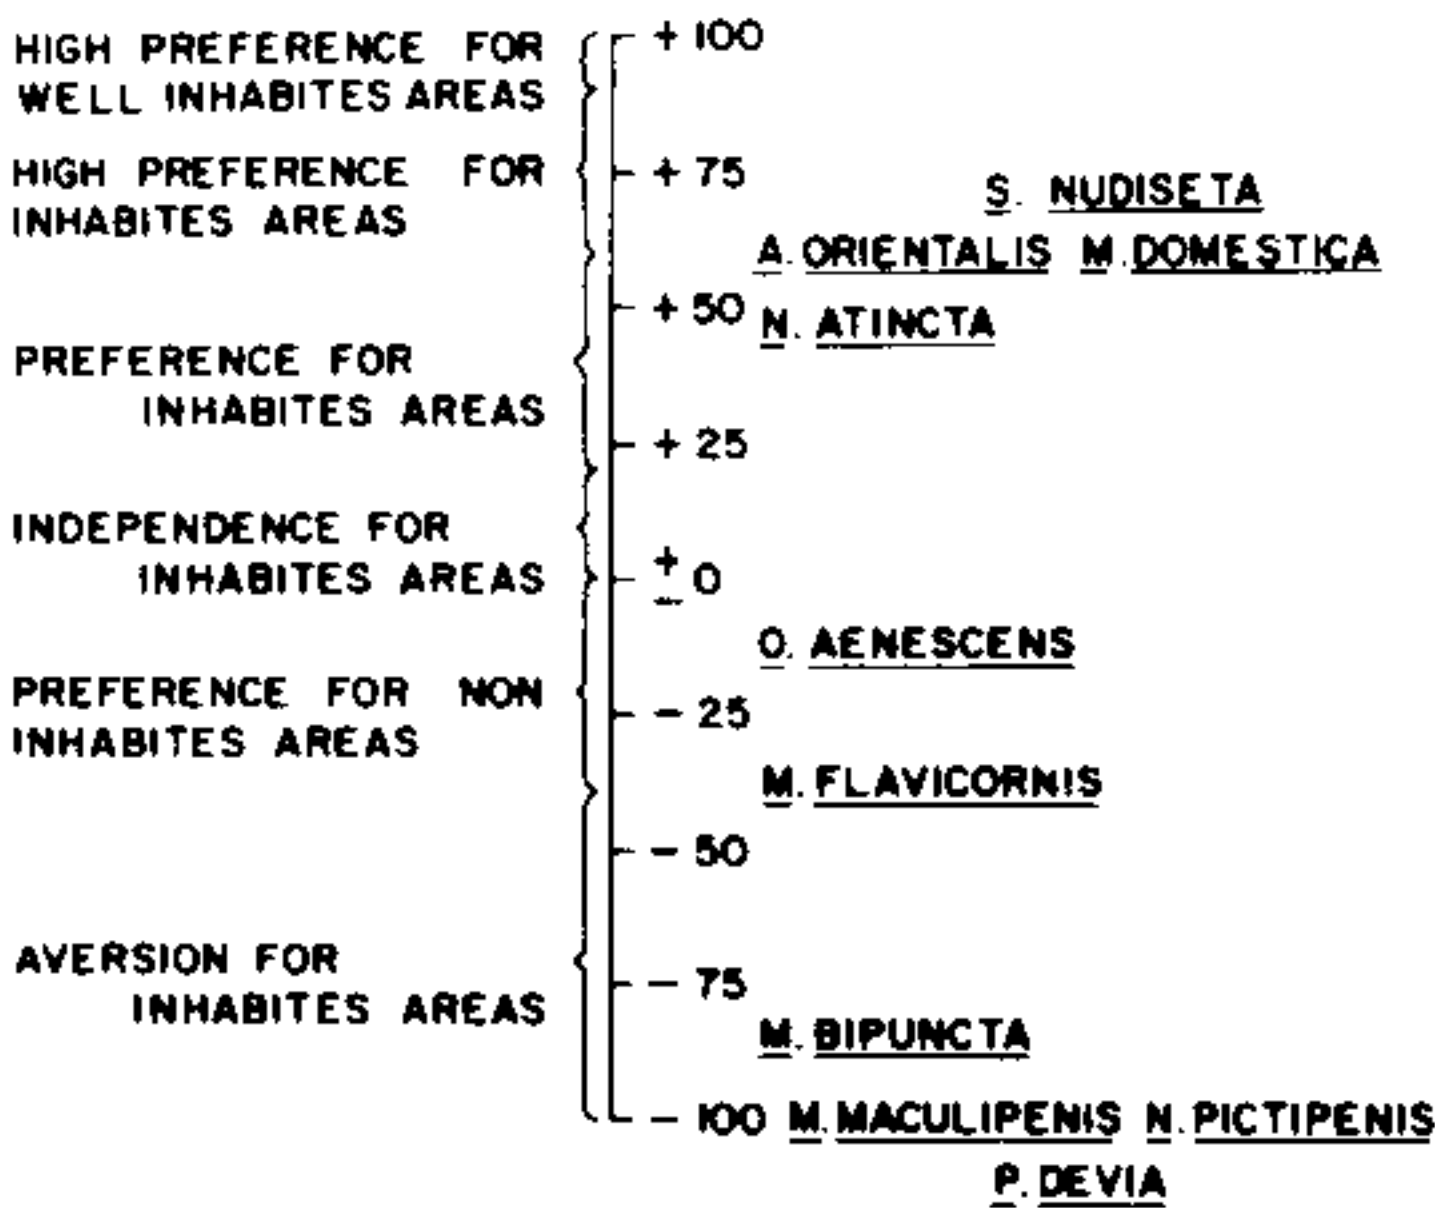 HIGH PREFERENCE FOR
WELL INHABITES AREAS
HIGH PREFERENCE FOR
INHABITES AREAS
PREFERENCE FOR
INHABITES AREAS
INDEPENDENCE FOR
INHABITES AREAS
PREFERENCE FOR NON
INHABITES AREAS
AVERSION FOR
INHABITES AREAS
+ 100
+ 75
+ 50
+ 25
± 0
- 25
- 50
- 75
- 100
S. NUDISETA
A. ORIENTALIS M. DOMESTICA
N. ATINCTA
O. AENESCENS
M. FLAVICORNIS
M. BIPUNCTA
M. MACULIPENIS N. PICTIPENIS
P. DEVIA